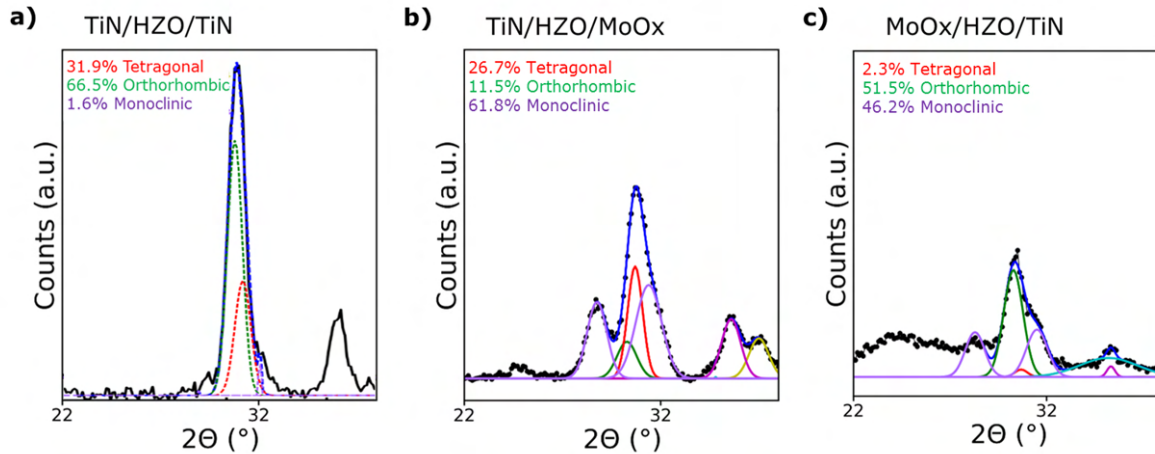 a)
TiN/HZO/TiN
31.9% Tetragonal
66.5% Orthorhombic
1.6% Monoclinic
Counts (a.u.)
22
32
2Θ (°)
b)
TiN/HZO/MoOx
26.7% Tetragonal
11.5% Orthorhombic
61.8% Monoclinic
Counts (a.u.)
22
32
2Θ (°)
c)
MoOx/HZO/TiN
2.3% Tetragonal
51.5% Orthorhombic
46.2% Monoclinic
Counts (a.u.)
22
32
2Θ (°)